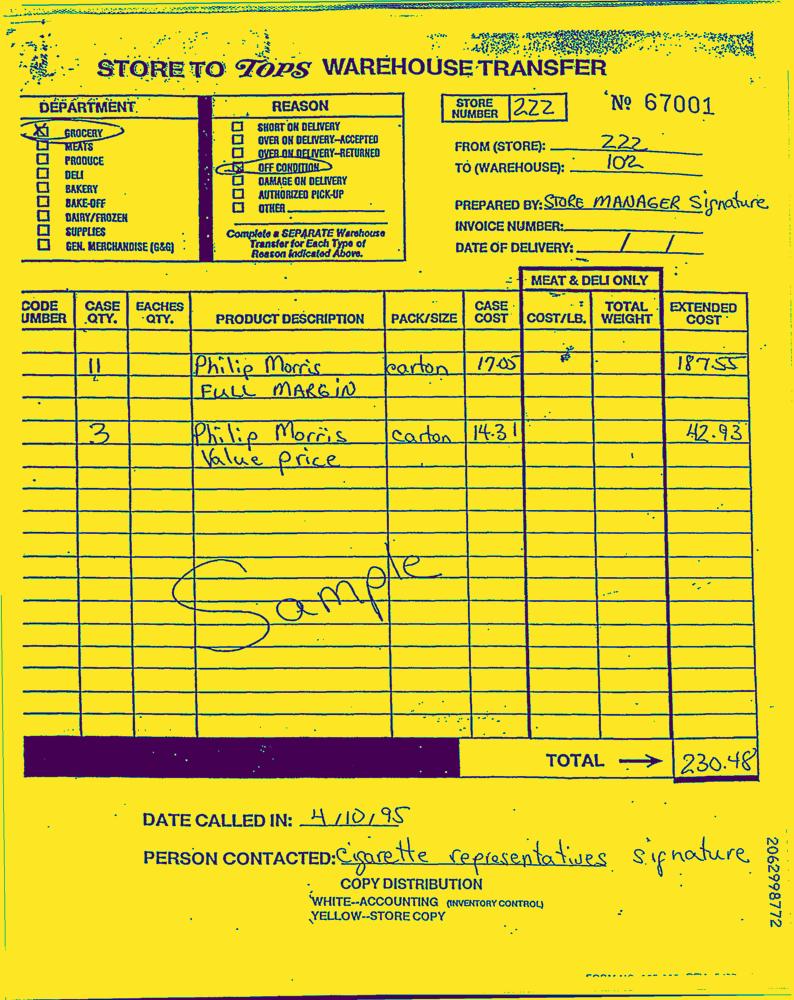 STORE TO TOPS WAREHOUSE TRANSFER
DEPARTMENT
GROCERY
MEATS
PRODUCE
DELI
BAKERY
BAKE-OFF
DAIRY/FROZEN
SUPPLIES
GEN. MERCHANDISE (G&G)
REASON
SHORT ON DELIVERY
OVER ON DELIVERY--ACCEPTED
OVER ON DELIVERY--RETURNED
OFF CONDITION
DAMAGE ON DELIVERY
AUTHORIZED PICK-UP
OTHER
Complete a SEPARATE Warehouse
Transfer for Each Type of
Reason Indicated Above.
STORE NUMBER 222
Nº 67001
FROM (STORE): 222
TO (WAREHOUSE): 102
PREPARED BY: STORE MANAGER Signature
INVOICE NUMBER:
DATE OF DELIVERY: / /
MEAT & DELI ONLY
CODE UMBER CASE QTY. EACHES QTY. PRODUCT DESCRIPTION PACK/SIZE CASE COST COST/LB. TOTAL WEIGHT EXTENDED COST
11 Philip Morris carton 17.05 187.55
FULL MARGIN
3 Philip Morris carton 14.31 42.93
Value price
Sample
TOTAL → 230.48
DATE CALLED IN: 4/10/95
PERSON CONTACTED: Cigarette representatives signature
COPY DISTRIBUTION
WHITE--ACCOUNTING (INVENTORY CONTROL)
YELLOW--STORE COPY
2062998772